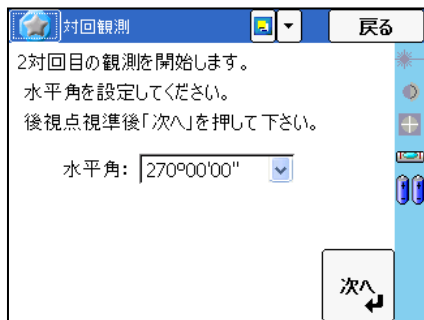 対回観測
戻る
2対回目の観測を開始します。
水平角を設定してください。
後視点視準後「次へ」を押して下さい。
水平角: 270º00'00"
次へ